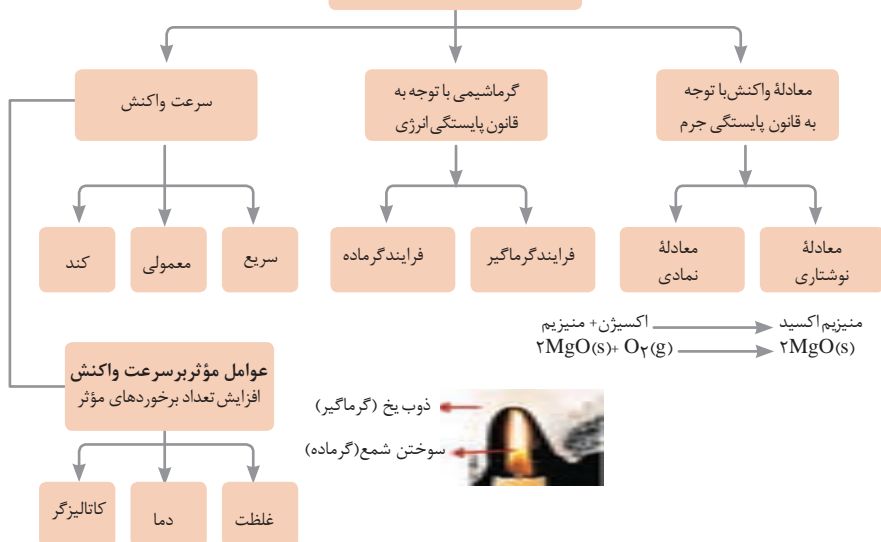 معادلهٔ واکنش با توجه
به قانون پایستگی جرم
گرماشیمی با توجه به
قانون پایستگی انرژی
سرعت واکنش
معادلهٔ
نوشتاری
معادلهٔ
نمادی
فرایندگرماگیر
فرایندگرماده
سریع
معمولی
کند
منیزیم + اکسیژن ⟶ منیزیم اکسید
۲MgO(s)+ O۲(g) ⟶ ۲MgO(s)
عوامل مؤثربرسرعت واکنش
افزایش تعداد برخوردهای مؤثر
ذوب یخ (گرماگیر)
سوختن شمع(گرماده)
غلظت
دما
کاتالیزگر